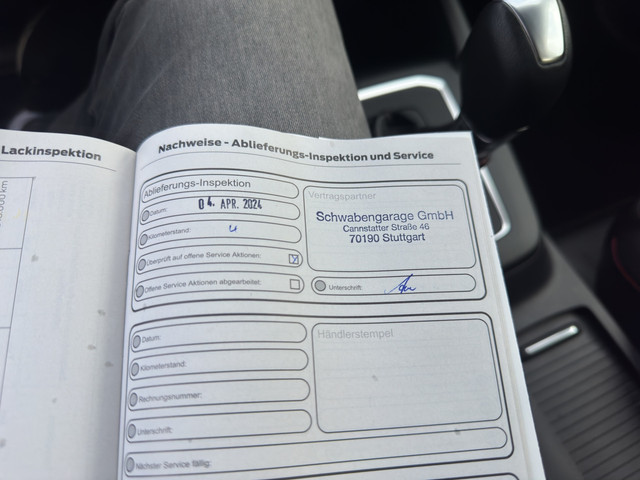 Lackinspektion
Nachweise - Ablieferungs-Inspektion und Service
Ablieferungs-Inspektion
Datum: 04. APR. 2024
Kilometerstand:
Überprüft auf offene Service Aktionen:
Offene Service Aktionen abgearbeitet:
Vertragspartner
Schwabengarage GmbH
Cannstatter Straße 46
70190 Stuttgart
Unterschrift:
Datum:
Kilometerstand:
Rechnungsnummer:
Unterschrift:
Nächster Service fällig:
Händlerstempel